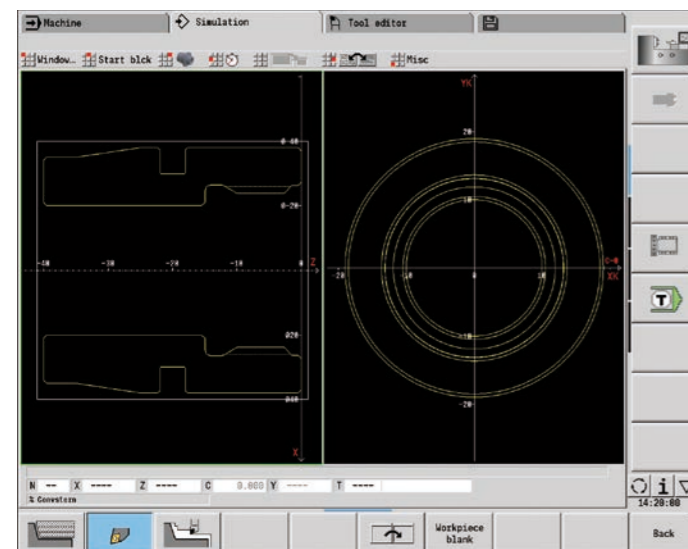 Machine Simulation Tool editor
Window… Start blck Misc
YK
20
10
C-0
XK
-20 -10 0 10
-10
-20
Ø-40
Ø-20
-40 -30 -20 -10 0 Z
Ø20
Ø40
X
N -- X ---- Z ---- C 0.000 Y ---- T ----
T
i
14:20:00
Workpiece
blank
Back